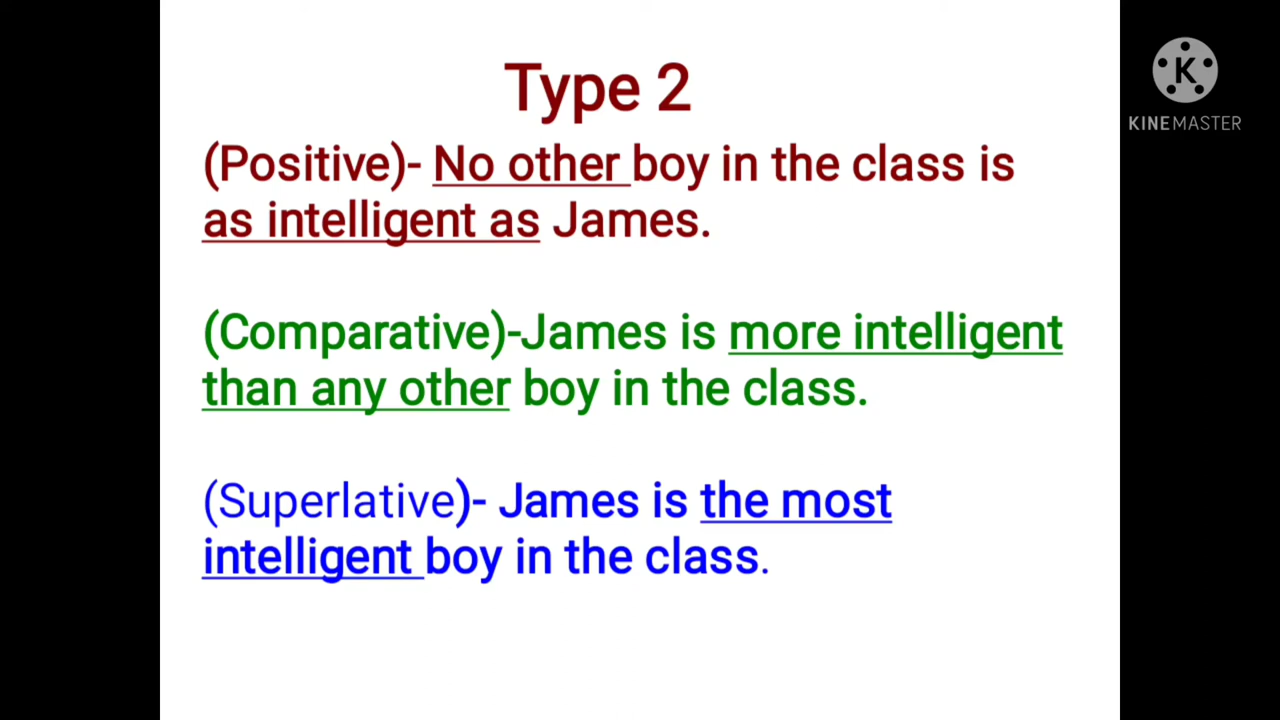 Type 2
(Positive)- No other boy in the class is
as intelligent as James.
(Comparative)-James is more intelligent
than any other boy in the class.
(Superlative)- James is the most
intelligent boy in the class.
K
KINEMASTER